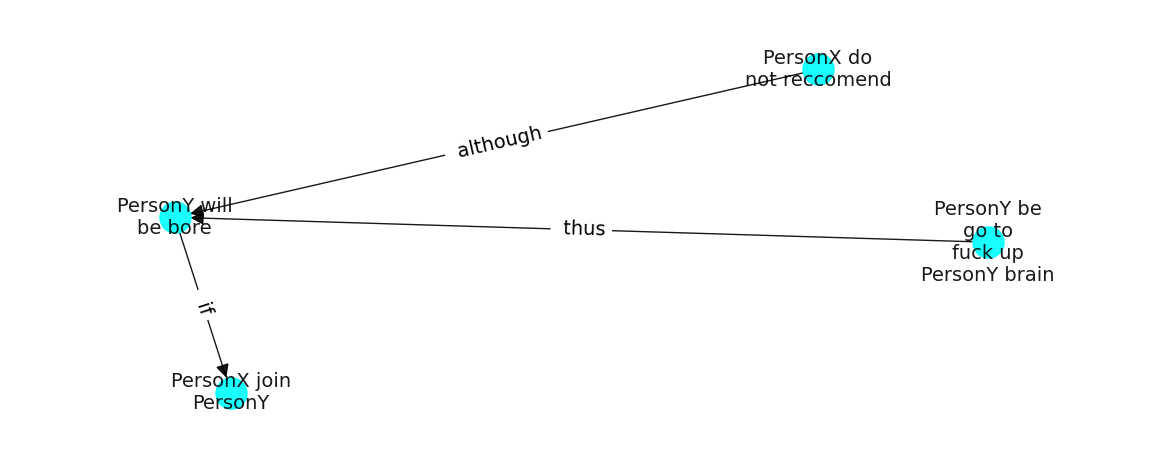 PersonX do
not reccomend
although
PersonY will
be bore
thus
PersonY be
go to
fuck up
PersonY brain
if
PersonX join
PersonY